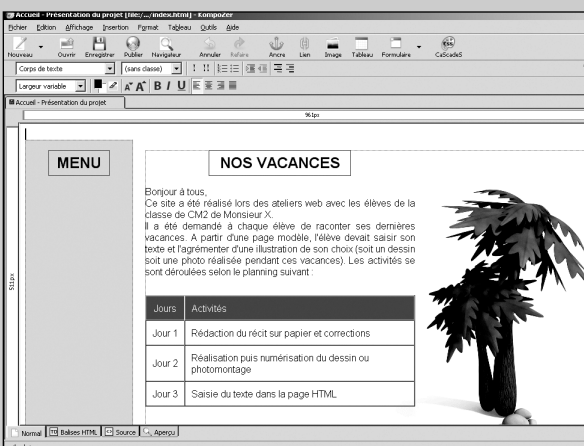 Accueil - Présentation du projet [file:/.../index.html] - KompoZer
Fichier Edition Affichage Insertion Format Tableau Outils Aide
Nouveau Ouvrir Enregistrer Publier Navigateur Annuler Refaire Ancre Lien Image Tableau Formulaire CaScadeS
Corps de texte (sans classe) ! !!
Largeur variable A A B I U
Accueil - Présentation du projet
961px
MENU
NOS VACANCES
Bonjour à tous,
Ce site a été réalisé lors des ateliers web avec les élèves de la
classe de CM2 de Monsieur X.
Il a été demandé à chaque élève de raconter ses dernières
vacances. A partir d'une page modèle, l'élève devait saisir son
texte et l'agrémenter d'une illustration de son choix (soit un dessin
soit une photo réalisée pendant ces vacances). Les activités se
sont déroulées selon le planning suivant :
511px
Jours Activités
Jour 1 Rédaction du récit sur papier et corrections
Jour 2 Réalisation puis numérisation du dessin ou
photomontage
Jour 3 Saisie du texte dans la page HTML
Normal TD Balises HTML Source Aperçu